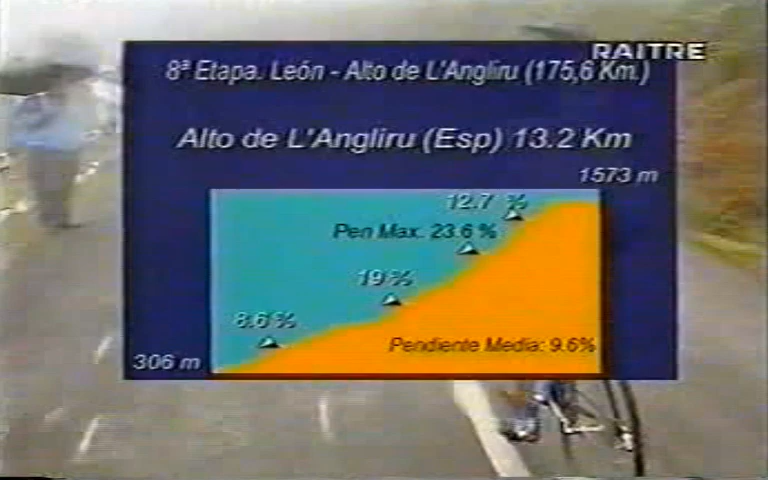 RAITRE
8ª Etapa. León - Alto de L'Angliru (175,6 Km.)
Alto de L'Angliru (Esp) 13.2 Km
1573 m
12.7 %
Pen Max. 23.6 %
19 %
8.6 %
Pendiente Media: 9.6%
306 m